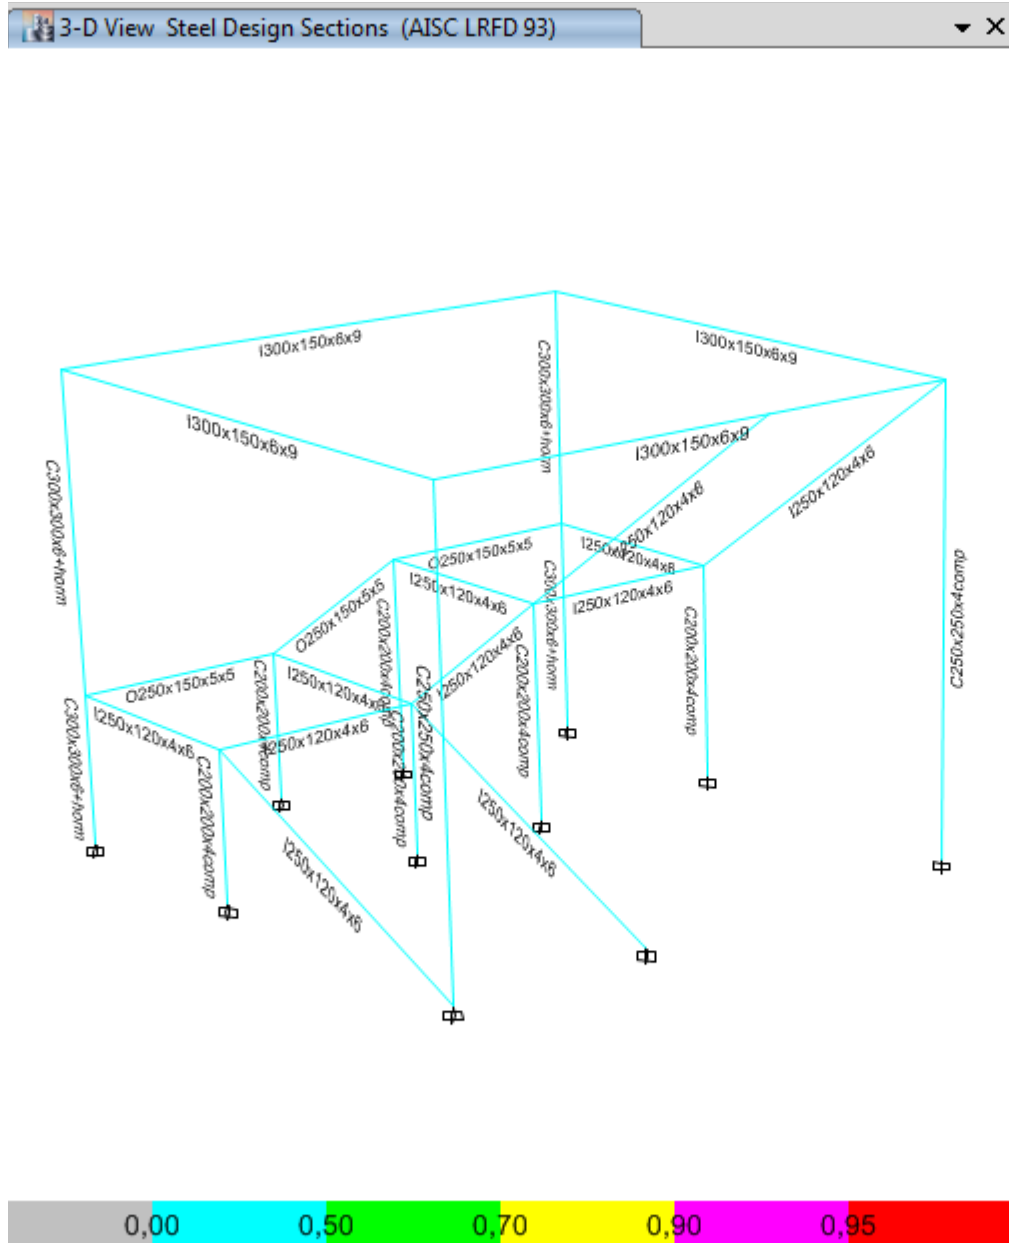 3-D View Steel Design Sections (AISC LRFD 93)
I300x150x6x9
I300x150x6x9
C300x300x6+horm
I300x150x6x9
I300x150x6x9
I250x120x4x6
C300x300x6+horm
I250x120x4x6
O250x150x5x5
I250x120x4x6
C250x250x4comp
I250x120x4x6
C300x300x6+horm
I250x120x4x6
O250x150x5x5
C200x200x4comp
C200x200x4comp
I250x120x4x6
C200x200x4comp
O250x150x5x5
C200x200x4comp
I250x120x4x6
C250x250x4comp
I250x120x4x6
C300x300x6+horm
I250x120x4x6
C200x200x4comp
C200x200x4comp
I250x120x4x6
I250x120x4x6
0,00 0,50 0,70 0,90 0,95